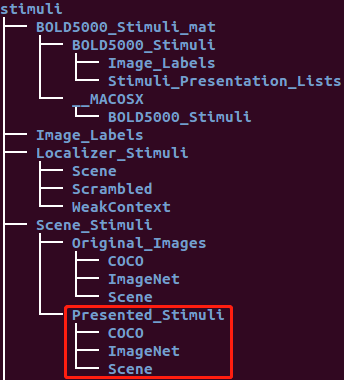 stimuli
BOLD5000_Stimuli_mat
BOLD5000_Stimuli
Image_Labels
Stimuli_Presentation_Lists
__MACOSX
BOLD5000_Stimuli
Image_Labels
Localizer_Stimuli
Scene
Scrambled
WeakContext
Scene_Stimuli
Original_Images
COCO
ImageNet
Scene
Presented_Stimuli
COCO
ImageNet
Scene